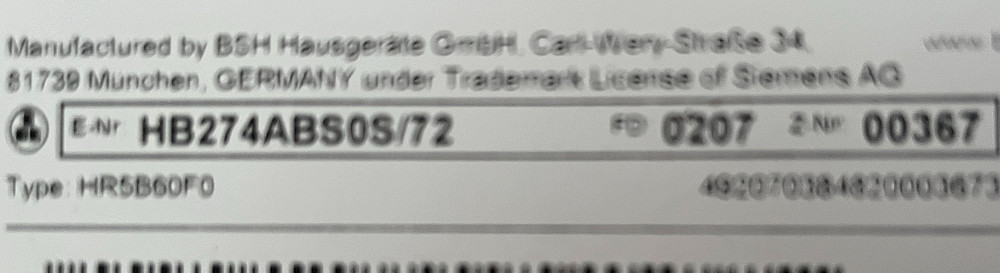 Manufactured by BSH Hausgeräte GmbH, Carl-Wery-Straße 34,
81739 München, GERMANY under Trademark License of Siemens AG
E-Nr HB274ABS0S/72 FD 0207 Z-Nr 00367
Type: HR5B60F0